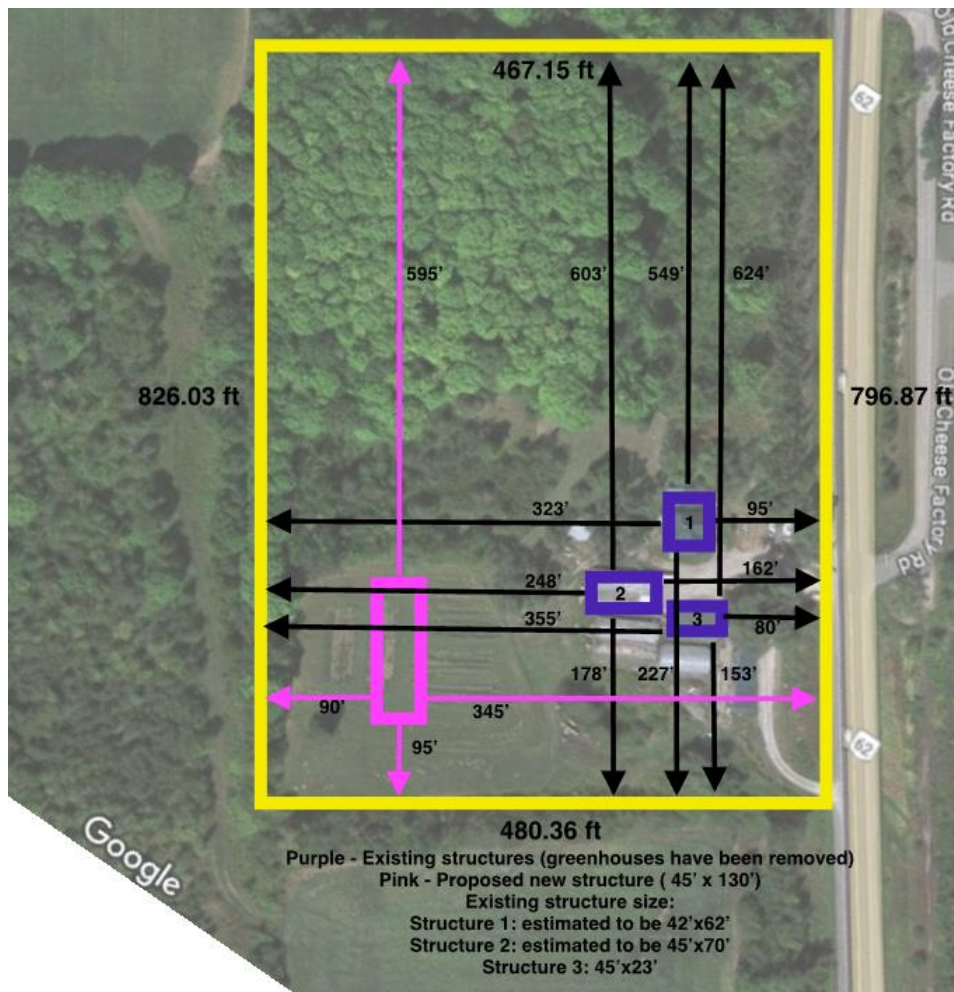 467.15 ft
Old Cheese Factory Rd
62
595'
603'
549'
624'
826.03 ft
796.87 ft
Old Cheese Factory Rd
323'
95'
1
162'
248'
2
355'
3
80'
178'
227'
153'
90'
345'
95'
62
Google
480.36 ft
Purple - Existing structures (greenhouses have been removed)
Pink - Proposed new structure ( 45' x 130')
Existing structure size:
Structure 1: estimated to be 42'x62'
Structure 2: estimated to be 45'x70'
Structure 3: 45'x23'